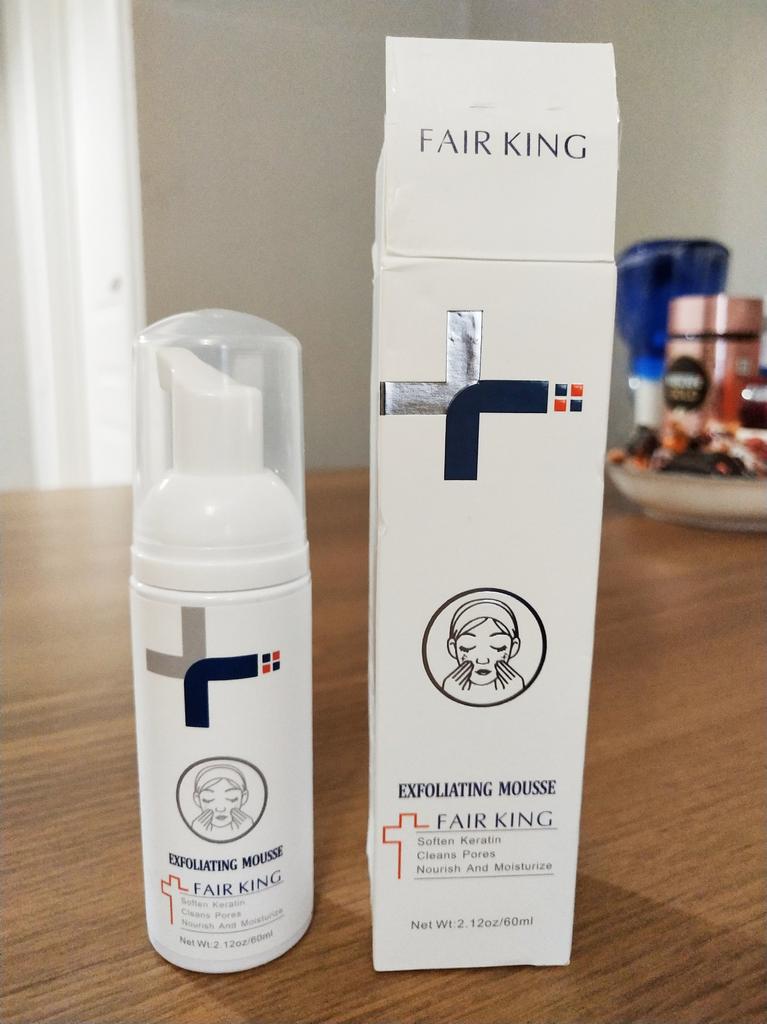 FAIR KING
EXFOLIATING MOUSSE
FAIR KING
Soften Keratin
Cleans Pores
Nourish And Moisturize
Net Wt:2.12oz/60ml
EXFOLIATING MOUSSE
FAIR KING
Soften Keratin
Cleans Pores
Nourish And Moisturize
Net Wt:2.12oz/60ml